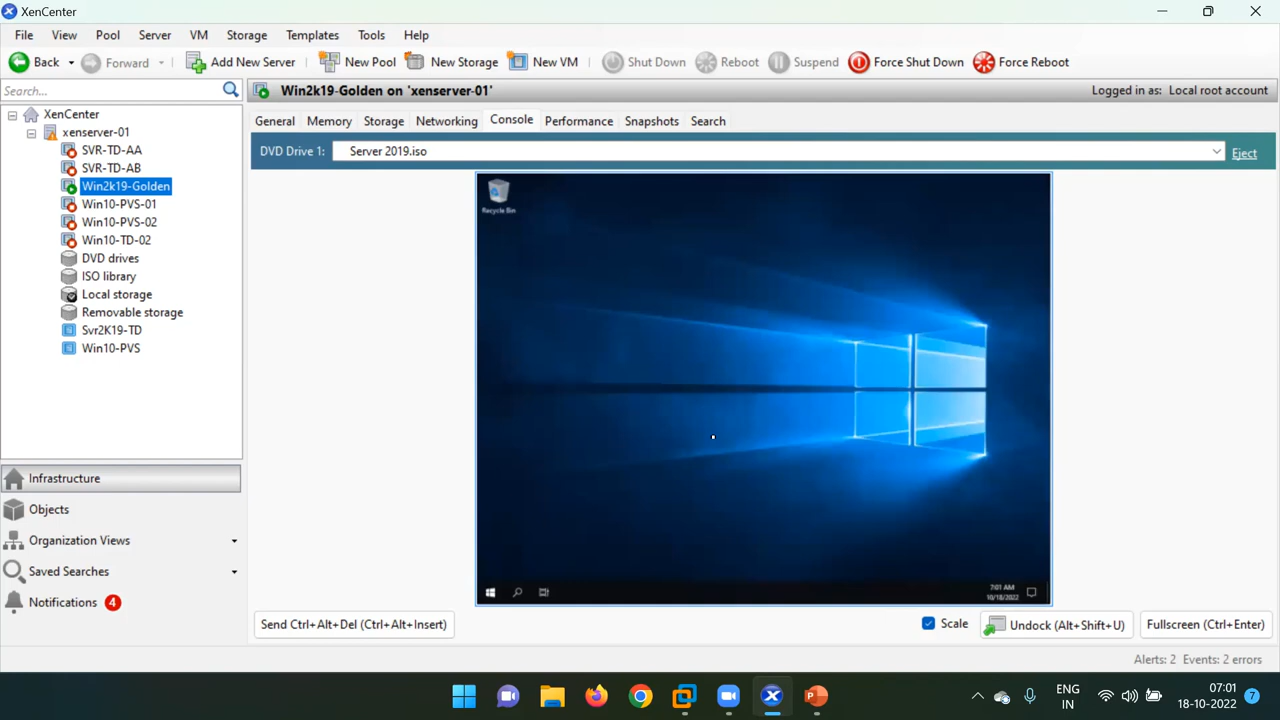 XenCenter
File View Pool Server VM Storage Templates Tools Help
Back Forward Add New Server New Pool New Storage New VM Shut Down Reboot Suspend Force Shut Down Force Reboot
Search...
Win2k19-Golden on 'xenserver-01' Logged in as: Local root account
XenCenter
xenserver-01
SVR-TD-AA
SVR-TD-AB
Win2k19-Golden
Win10-PVS-01
Win10-PVS-02
Win10-TD-02
DVD drives
ISO library
Local storage
Removable storage
Svr2K19-TD
Win10-PVS
Infrastructure
Objects
Organization Views
Saved Searches
Notifications 4
General Memory Storage Networking Console Performance Snapshots Search
DVD Drive 1: Server 2019.iso Eject
Recycle Bin
7:01 AM
10/18/2022
Send Ctrl+Alt+Del (Ctrl+Alt+Insert) Scale Undock (Alt+Shift+U) Fullscreen (Ctrl+Enter)
Alerts: 2 Events: 2 errors
ENG
IN
07:01
18-10-2022
7